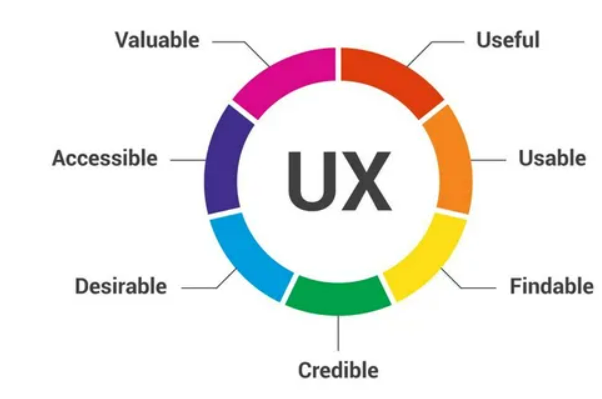 Valuable
Useful
Accessible
UX
Usable
Desirable
Findable
Credible